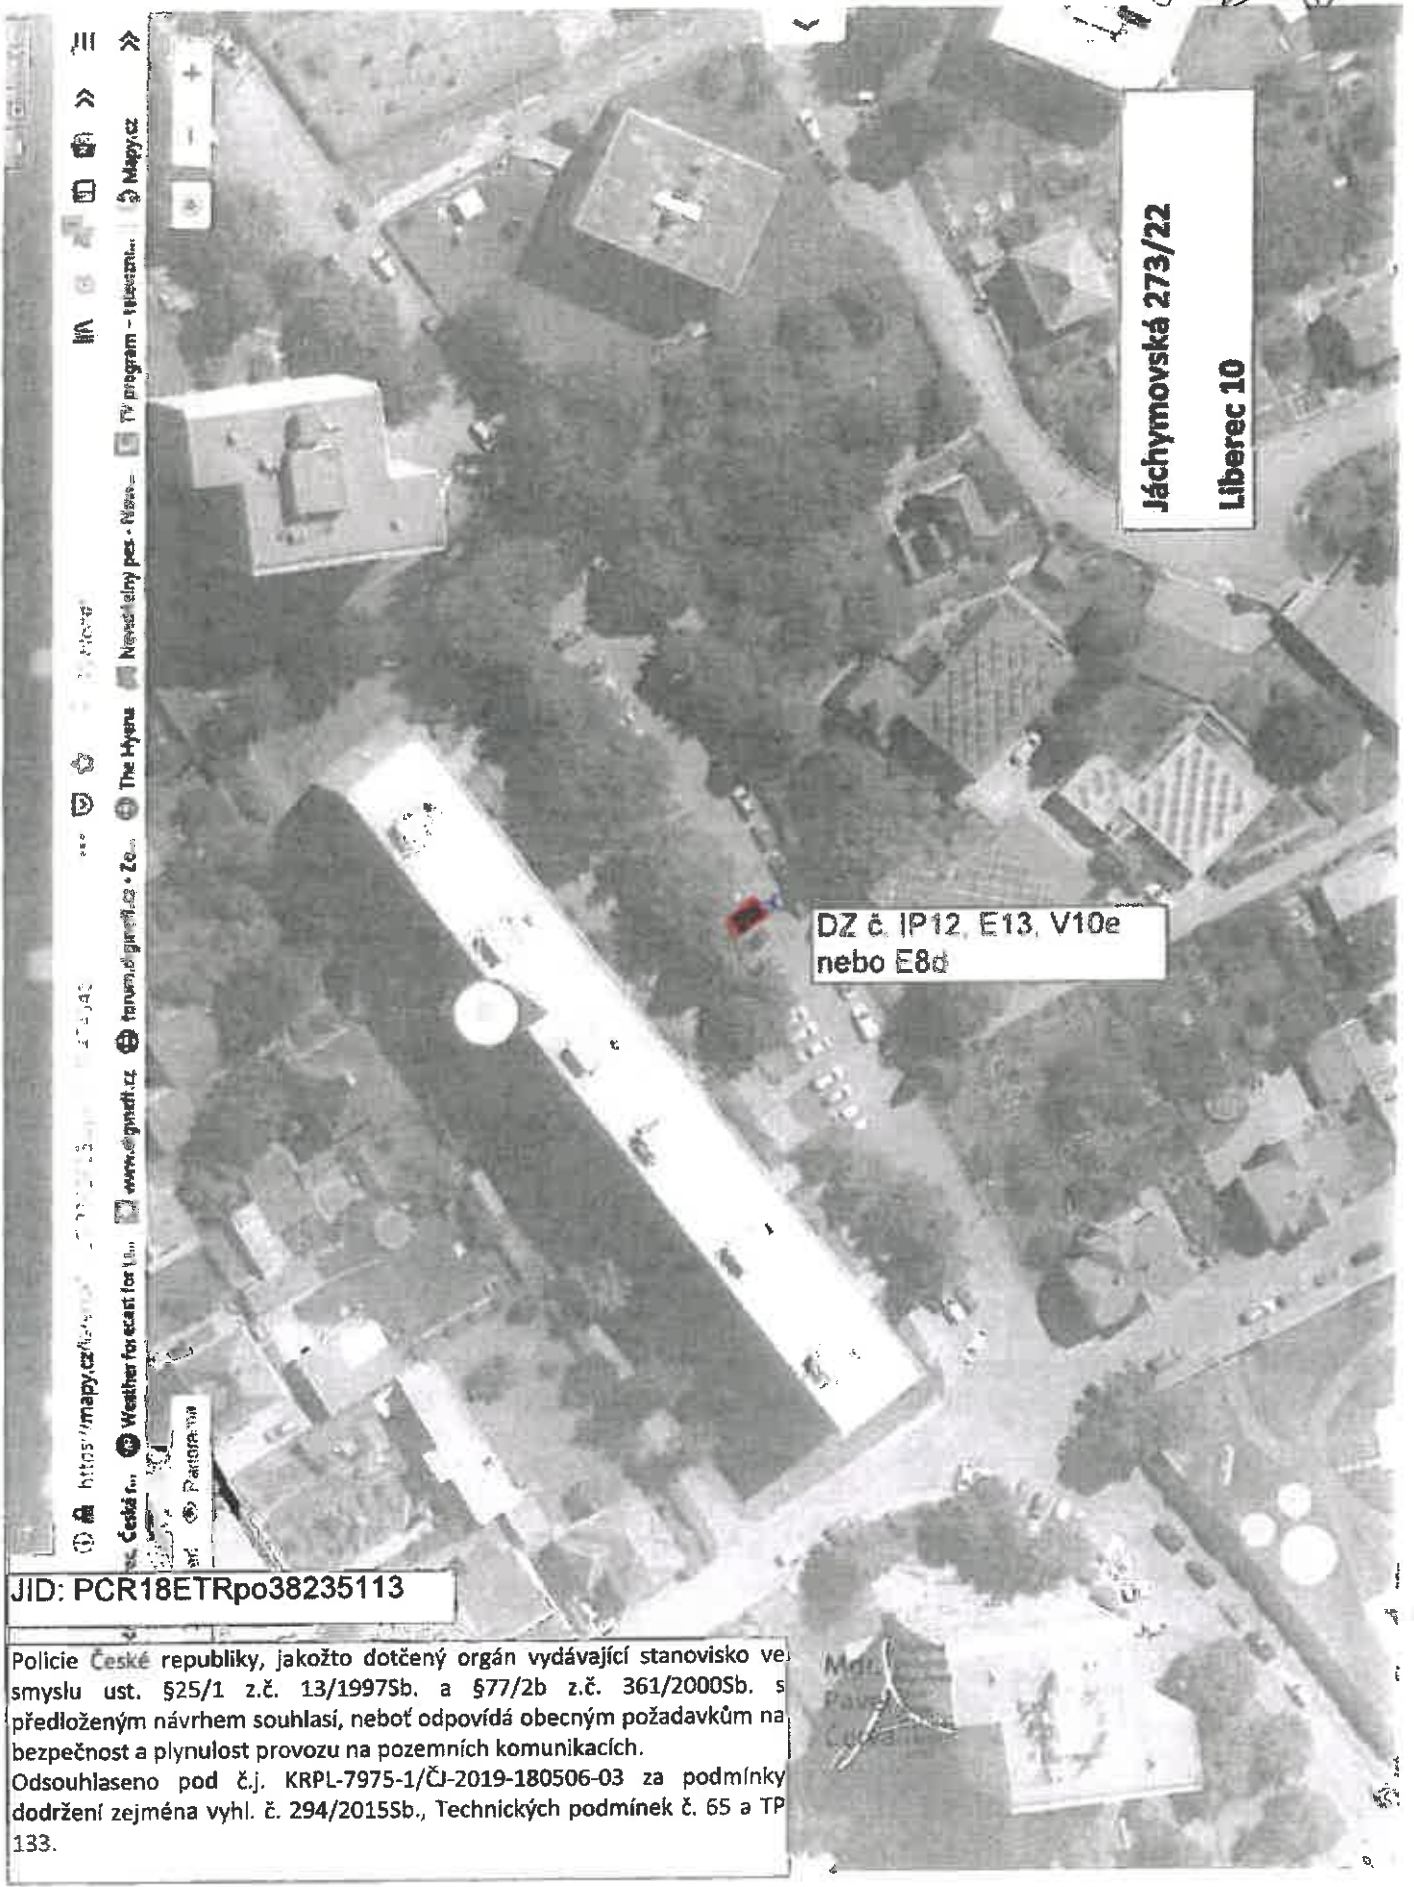 https://mapy.cz/
Weather forecast for
The Hyena
TV program -
Mapy.cz
Panorama
Jáchymovská 273/22
Liberec 10
DZ č. IP12, E13, V10e
nebo E8d
JID: PCR18ETRpo38235113
Policie České republiky, jakožto dotčený orgán vydávající stanovisko ve
smyslu ust. §25/1 z.č. 13/1997Sb. a §77/2b z.č. 361/2000Sb. s
předloženým návrhem souhlasí, neboť odpovídá obecným požadavkům na
bezpečnost a plynulost provozu na pozemních komunikacích.
Odsouhlaseno pod č.j. KRPL-7975-1/ČJ-2019-180506-03 za podmínky
dodržení zejména vyhl. č. 294/2015Sb., Technických podmínek č. 65 a TP
133.